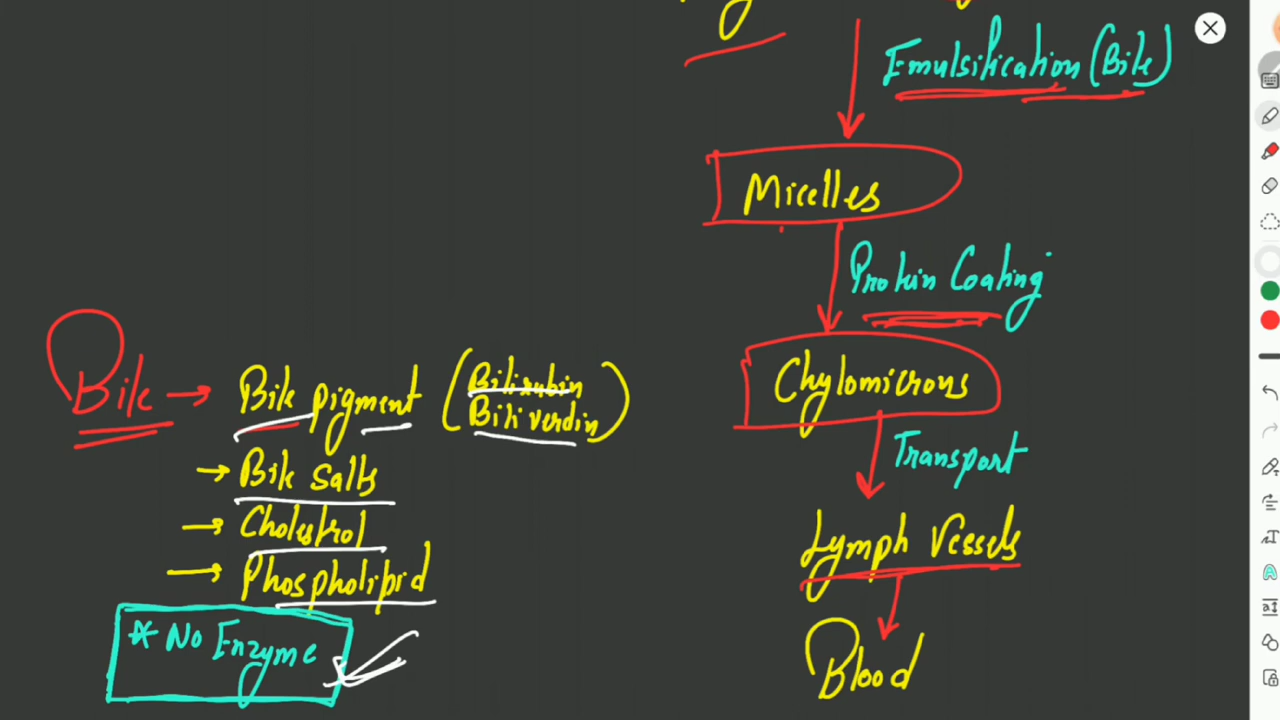 Emulsification (Bile)
Micelles
Protein Coating
Chylomicrons
Transport
Lymph Vessels
Blood
Bile → Bile pigment (Bilirubin
Biliverdin)
→ Bile Salts
→ Cholestrol
→ Phospholipid
* No Enzyme